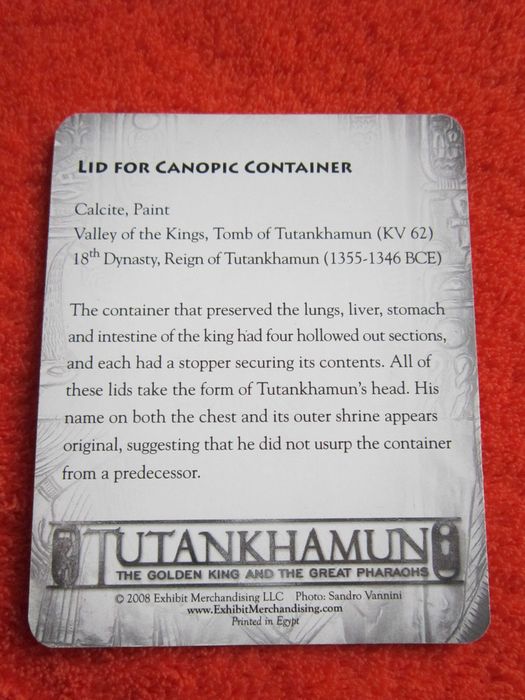 LID FOR CANOPIC CONTAINER
Calcite, Paint
Valley of the Kings, Tomb of Tutankhamun (KV 62)
18th Dynasty, Reign of Tutankhamun (1355-1346 BCE)
The container that preserved the lungs, liver, stomach
and intestine of the king had four hollowed out sections,
and each had a stopper securing its contents. All of
these lids take the form of Tutankhamun's head. His
name on both the chest and its outer shrine appears
original, suggesting that he did not usurp the container
from a predecessor.
TUTANKHAMUN
THE GOLDEN KING AND THE GREAT PHARAOHS
© 2008 Exhibit Merchandising LLC Photo: Sandro Vannini
www.ExhibitMerchandising.com
Printed in Egypt